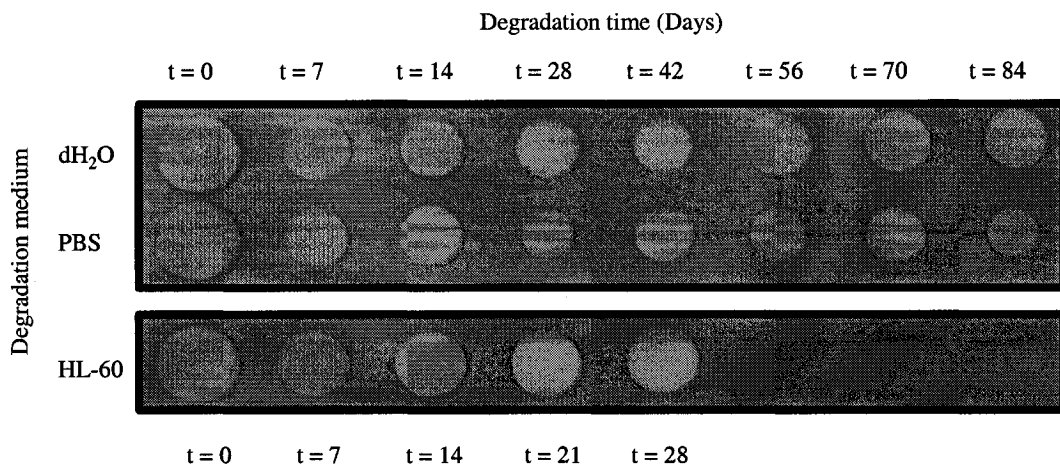 Degradation time (Days)
t = 0 t = 7 t = 14 t = 28 t = 42 t = 56 t = 70 t = 84
Degradation medium
dH₂O
PBS
HL-60
t = 0 t = 7 t = 14 t = 21 t = 28